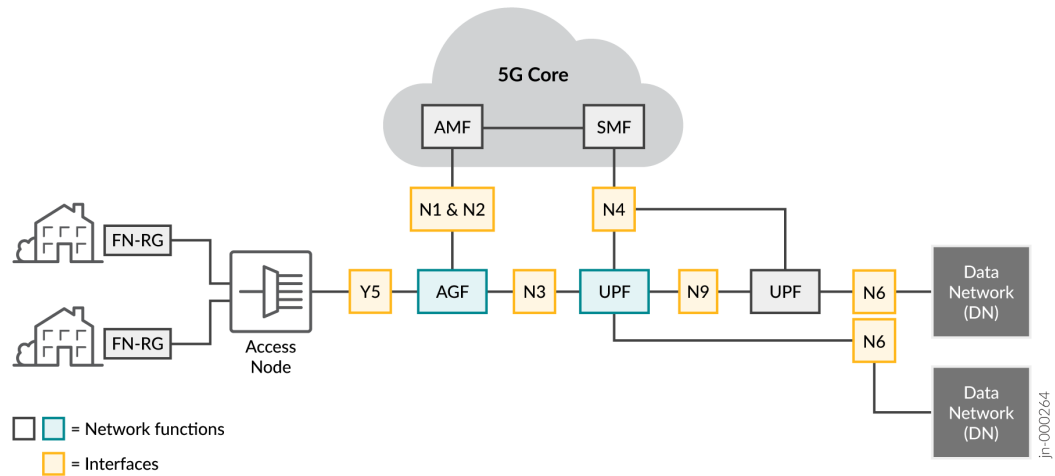 5G Core
AMF
SMF
N1 & N2
N4
FN-RG
FN-RG
Access
Node
Y5
AGF
N3
UPF
N9
UPF
N6
Data
Network
(DN)
N6
Data
Network
(DN)
= Network functions
= Interfaces
jn-000264